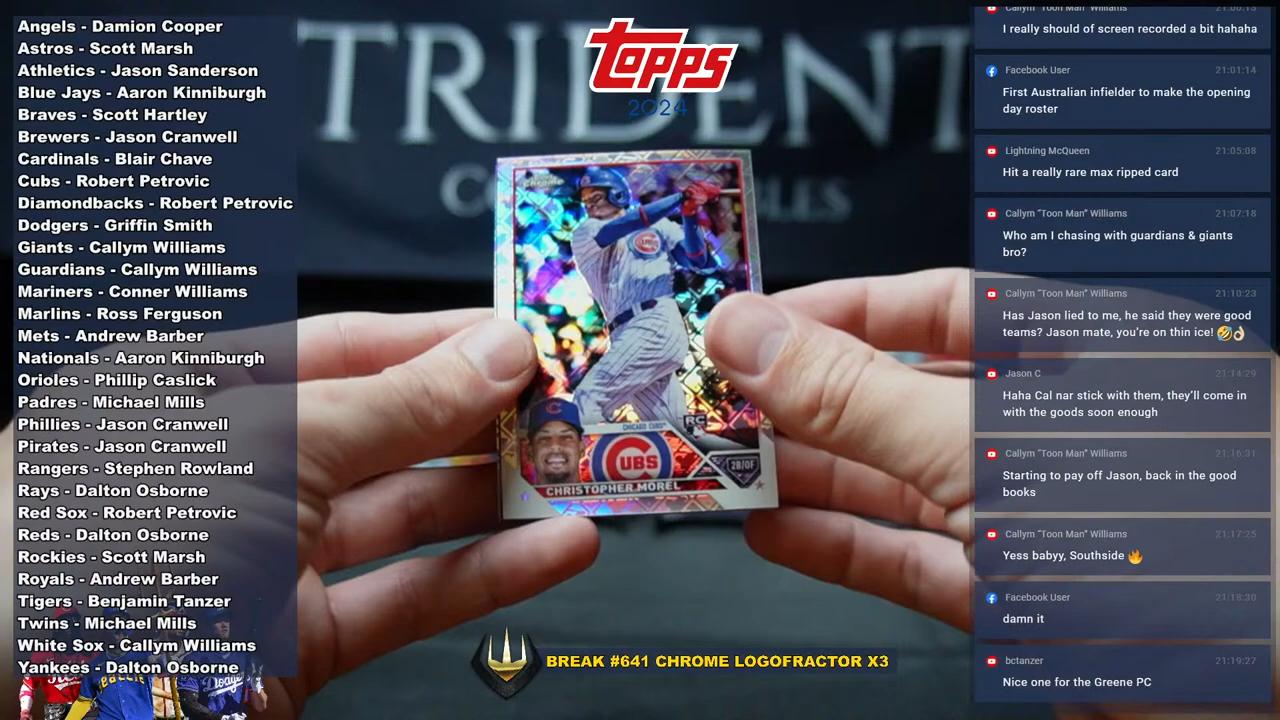 Angels - Damion Cooper
Astros - Scott Marsh
Athletics - Jason Sanderson
Blue Jays - Aaron Kinniburgh
Braves - Scott Hartley
Brewers - Jason Cranwell
Cardinals - Blair Chave
Cubs - Robert Petrovic
Diamondbacks - Robert Petrovic
Dodgers - Griffin Smith
Giants - Callym Williams
Guardians - Callym Williams
Mariners - Conner Williams
Marlins - Ross Ferguson
Mets - Andrew Barber
Nationals - Aaron Kinniburgh
Orioles - Phillip Caslick
Padres - Michael Mills
Phillies - Jason Cranwell
Pirates - Jason Cranwell
Rangers - Stephen Rowland
Rays - Dalton Osborne
Red Sox - Robert Petrovic
Reds - Dalton Osborne
Rockies - Scott Marsh
Royals - Andrew Barber
Tigers - Benjamin Tanzer
Twins - Michael Mills
White Sox - Callym Williams
Yankees - Dalton Osborne
TRIDENT
topps
2024
Chrome
CUBS
RC
CHICAGO CUBS
CUBS
2B/OF
CHRISTOPHER MOREL
BREAK #641 CHROME LOGOFRACTOR X3
Callym "Toon Man" Williams
I really should of screen recorded a bit hahaha
Facebook User 21:01:14
First Australian infielder to make the opening
day roster
Lightning McQueen 21:05:08
Hit a really rare max ripped card
Callym "Toon Man" Williams 21:07:18
Who am I chasing with guardians & giants
bro?
Callym "Toon Man" Williams 21:10:23
Has Jason lied to me, he said they were good
teams? Jason mate, you're on thin ice! 🤣👌
Jason C 21:14:29
Haha Cal nar stick with them, they'll come in
with the goods soon enough
Callym "Toon Man" Williams 21:16:31
Starting to pay off Jason, back in the good
books
Callym "Toon Man" Williams 21:17:25
Yess babyy, Southside 🔥
Facebook User 21:18:30
damn it
bctanzer 21:19:27
Nice one for the Greene PC